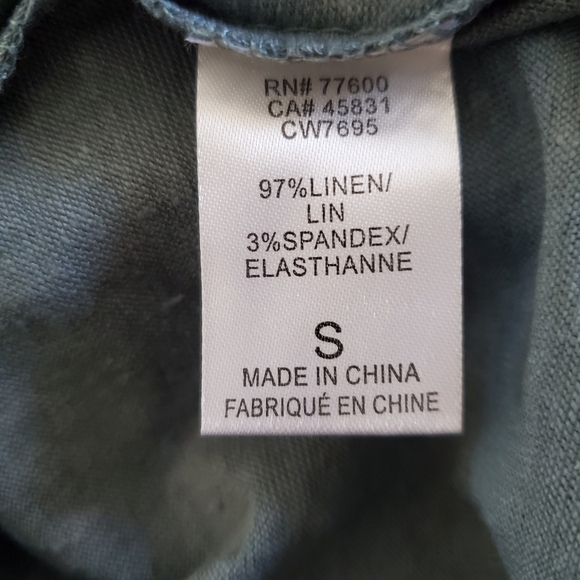 RN# 77600
CA# 45831
CW7695
97%LINEN/
LIN
3%SPANDEX/
ELASTHANNE
S
MADE IN CHINA
FABRIQUÉ EN CHINE